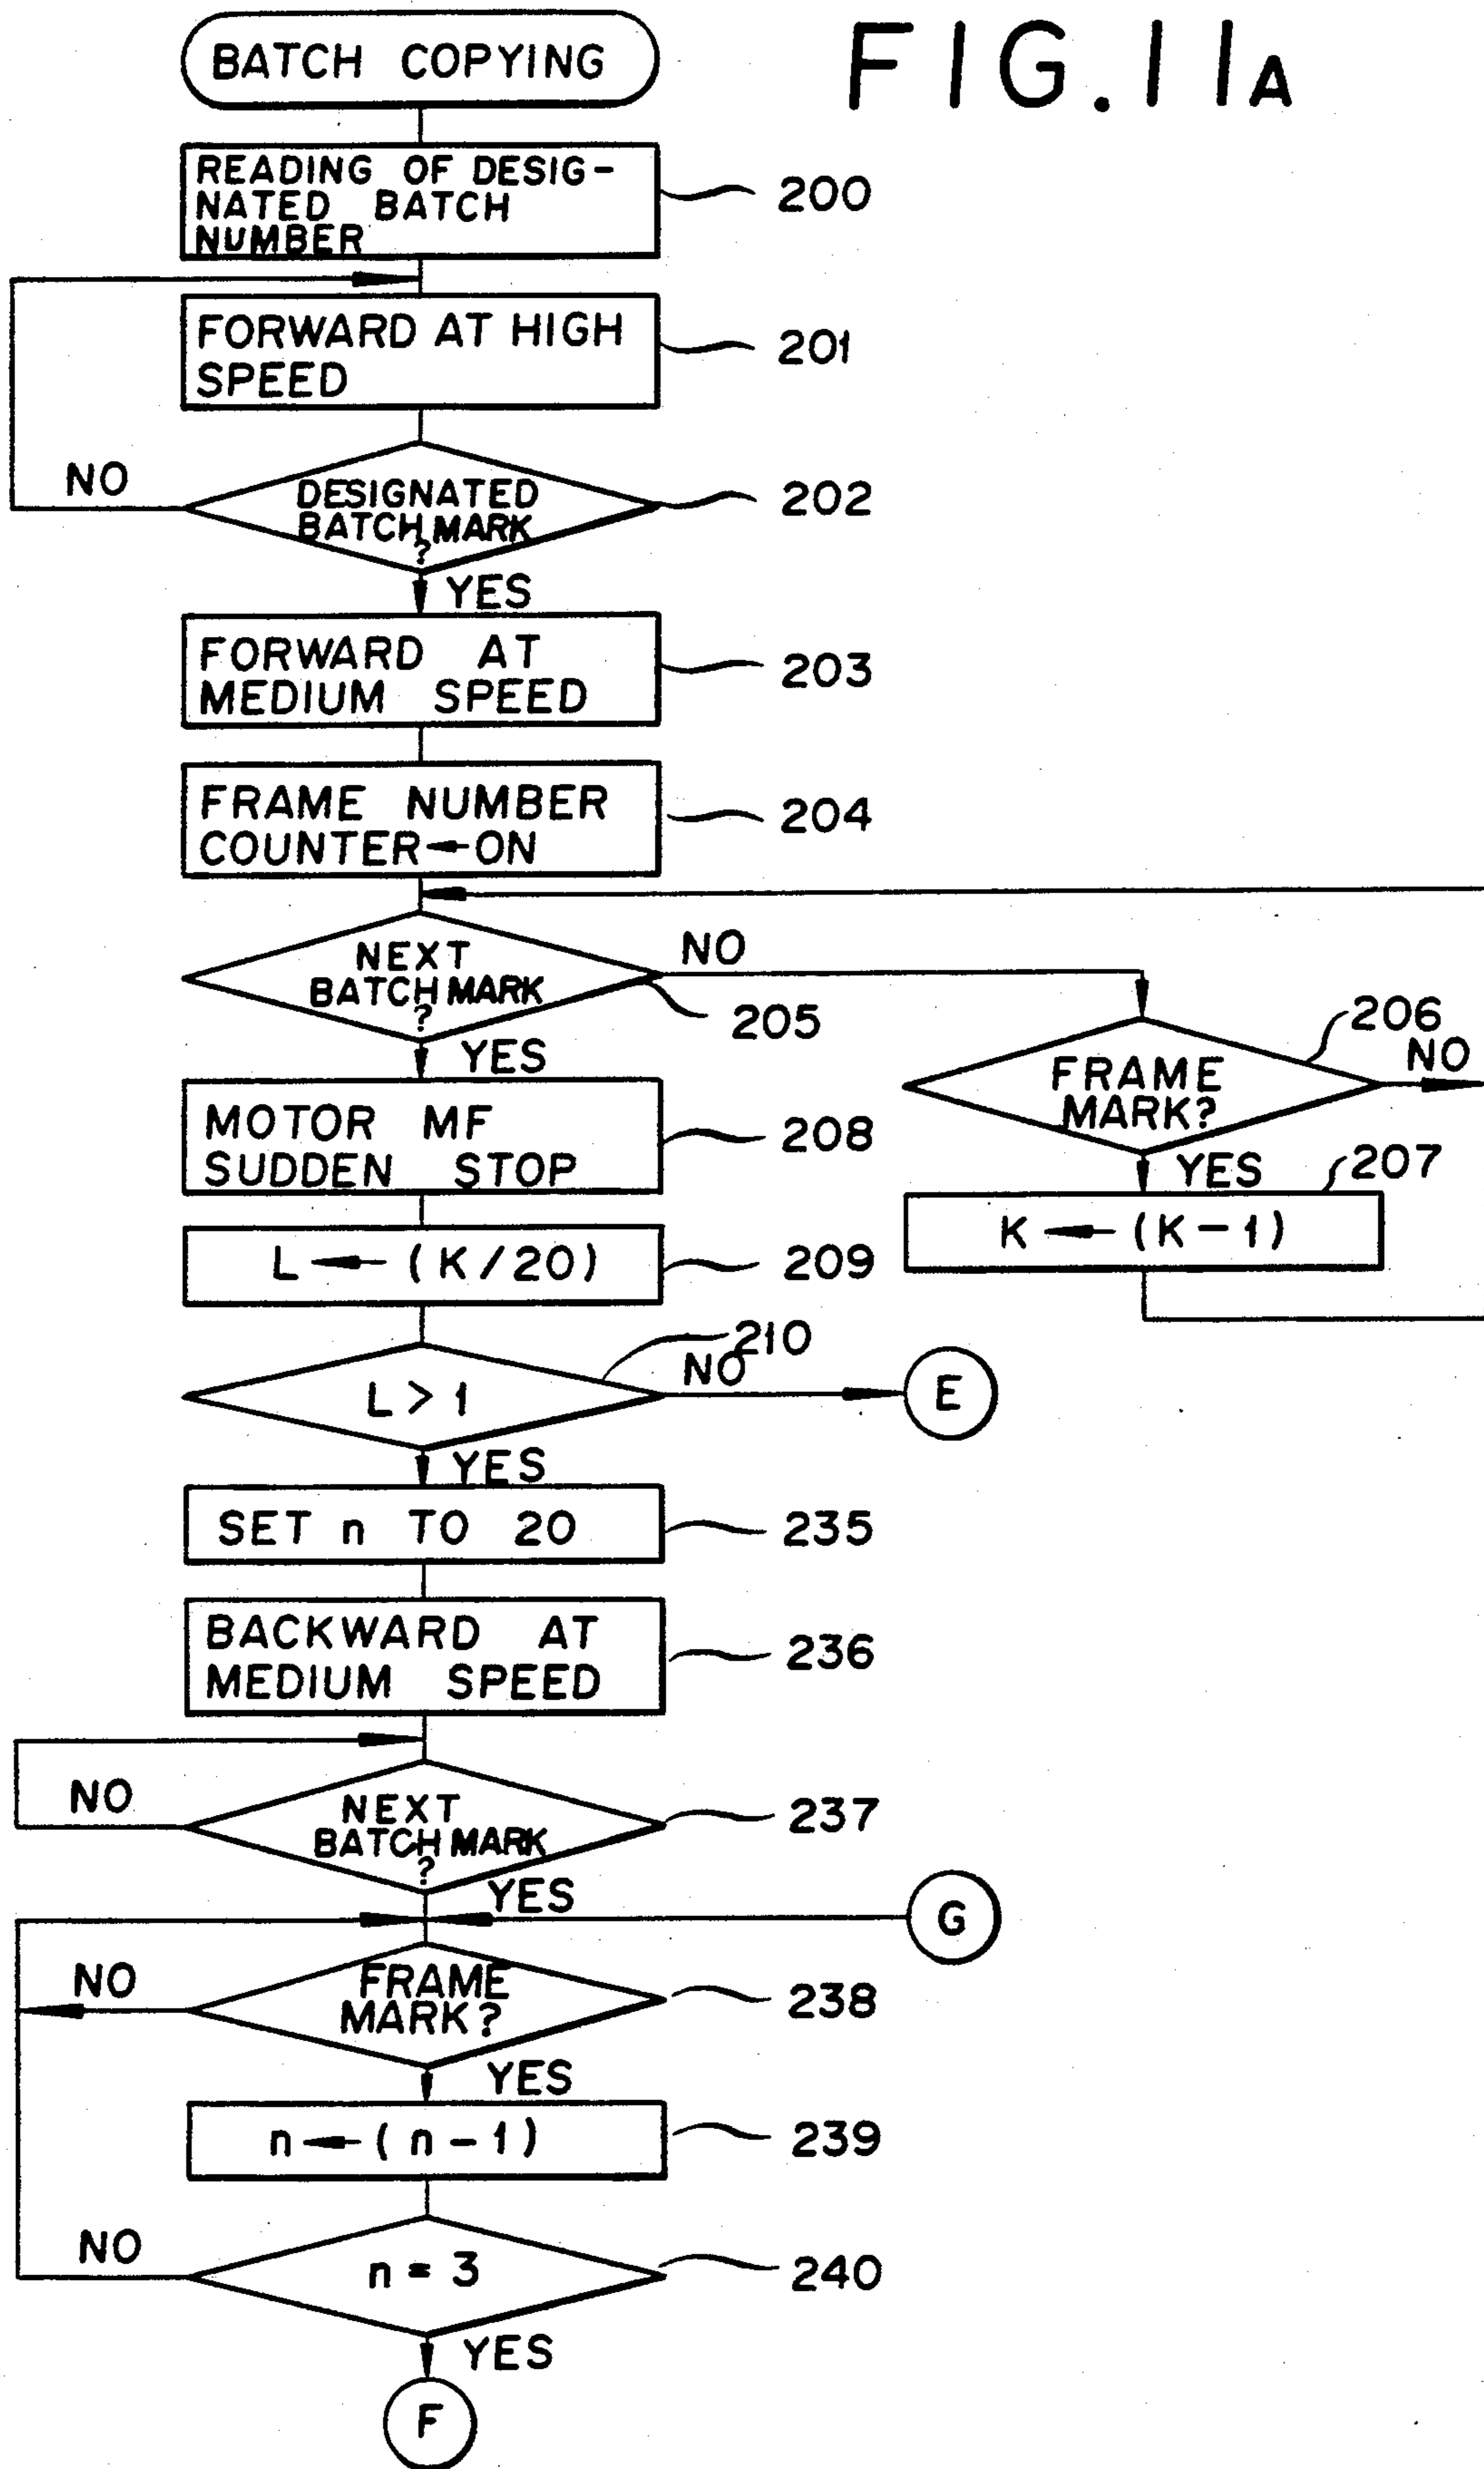 FIG. 11A
BATCH COPYING
READING OF DESIG-
NATED BATCH
NUMBER
200
FORWARD AT HIGH
SPEED
201
NO
DESIGNATED
BATCH MARK
?
202
YES
FORWARD AT
MEDIUM SPEED
203
FRAME NUMBER
COUNTER←ON
204
NEXT
BATCH MARK
?
NO
205
YES
206
FRAME
MARK?
NO
YES
207
K ← (K-1)
MOTOR MF
SUDDEN STOP
208
L ← (K/20)
209
210
L > 1
NO
E
YES
SET n TO 20
235
BACKWARD AT
MEDIUM SPEED
236
NO
NEXT
BATCH MARK
?
237
YES
G
NO
FRAME
MARK?
238
YES
n ← (n-1)
239
NO
n = 3
240
YES
F